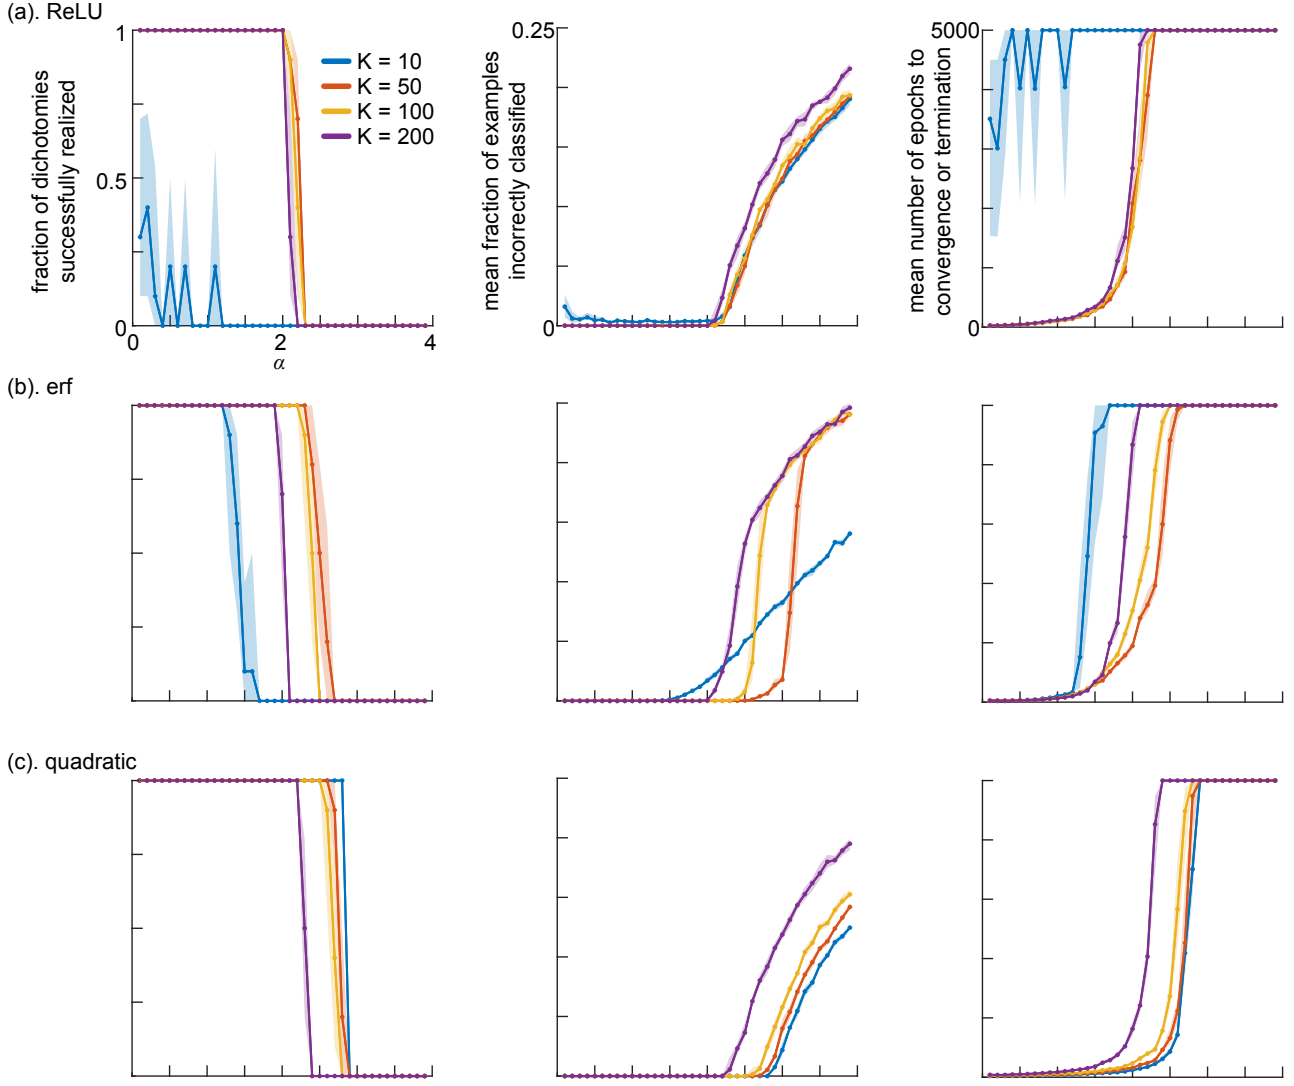 (a). ReLU
fraction of dichotomies
successfully realized
1
0.5
0
0
2
4
α
K = 10
K = 50
K = 100
K = 200
mean fraction of examples
incorrectly classified
0.25
0
mean number of epochs to
convergence or termination
5000
0
(b). erf
(c). quadratic